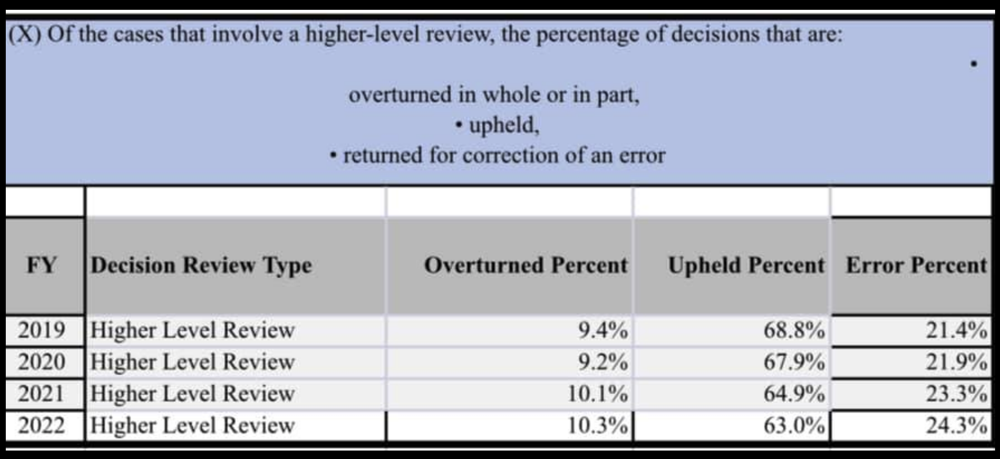 (X) Of the cases that involve a higher-level review, the percentage of decisions that are:
•
overturned in whole or in part,
• upheld,
• returned for correction of an error
FY Decision Review Type Overturned Percent Upheld Percent Error Percent
2019 Higher Level Review 9.4% 68.8% 21.4%
2020 Higher Level Review 9.2% 67.9% 21.9%
2021 Higher Level Review 10.1% 64.9% 23.3%
2022 Higher Level Review 10.3% 63.0% 24.3%